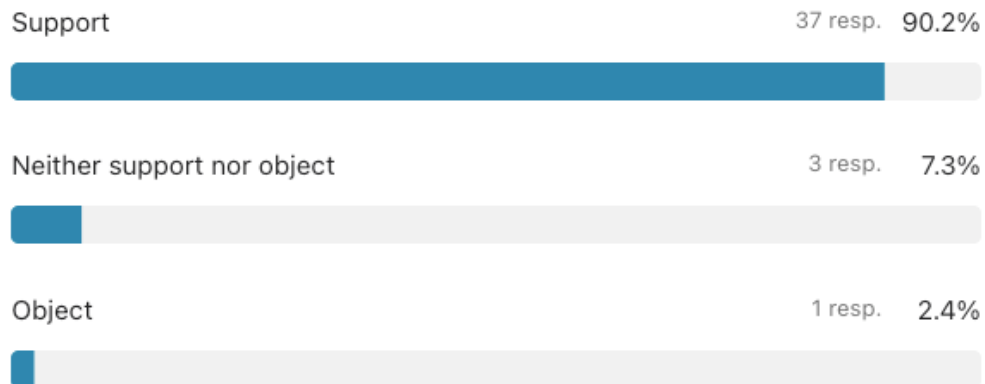 Support 37 resp. 90.2%
Neither support nor object 3 resp. 7.3%
Object 1 resp. 2.4%